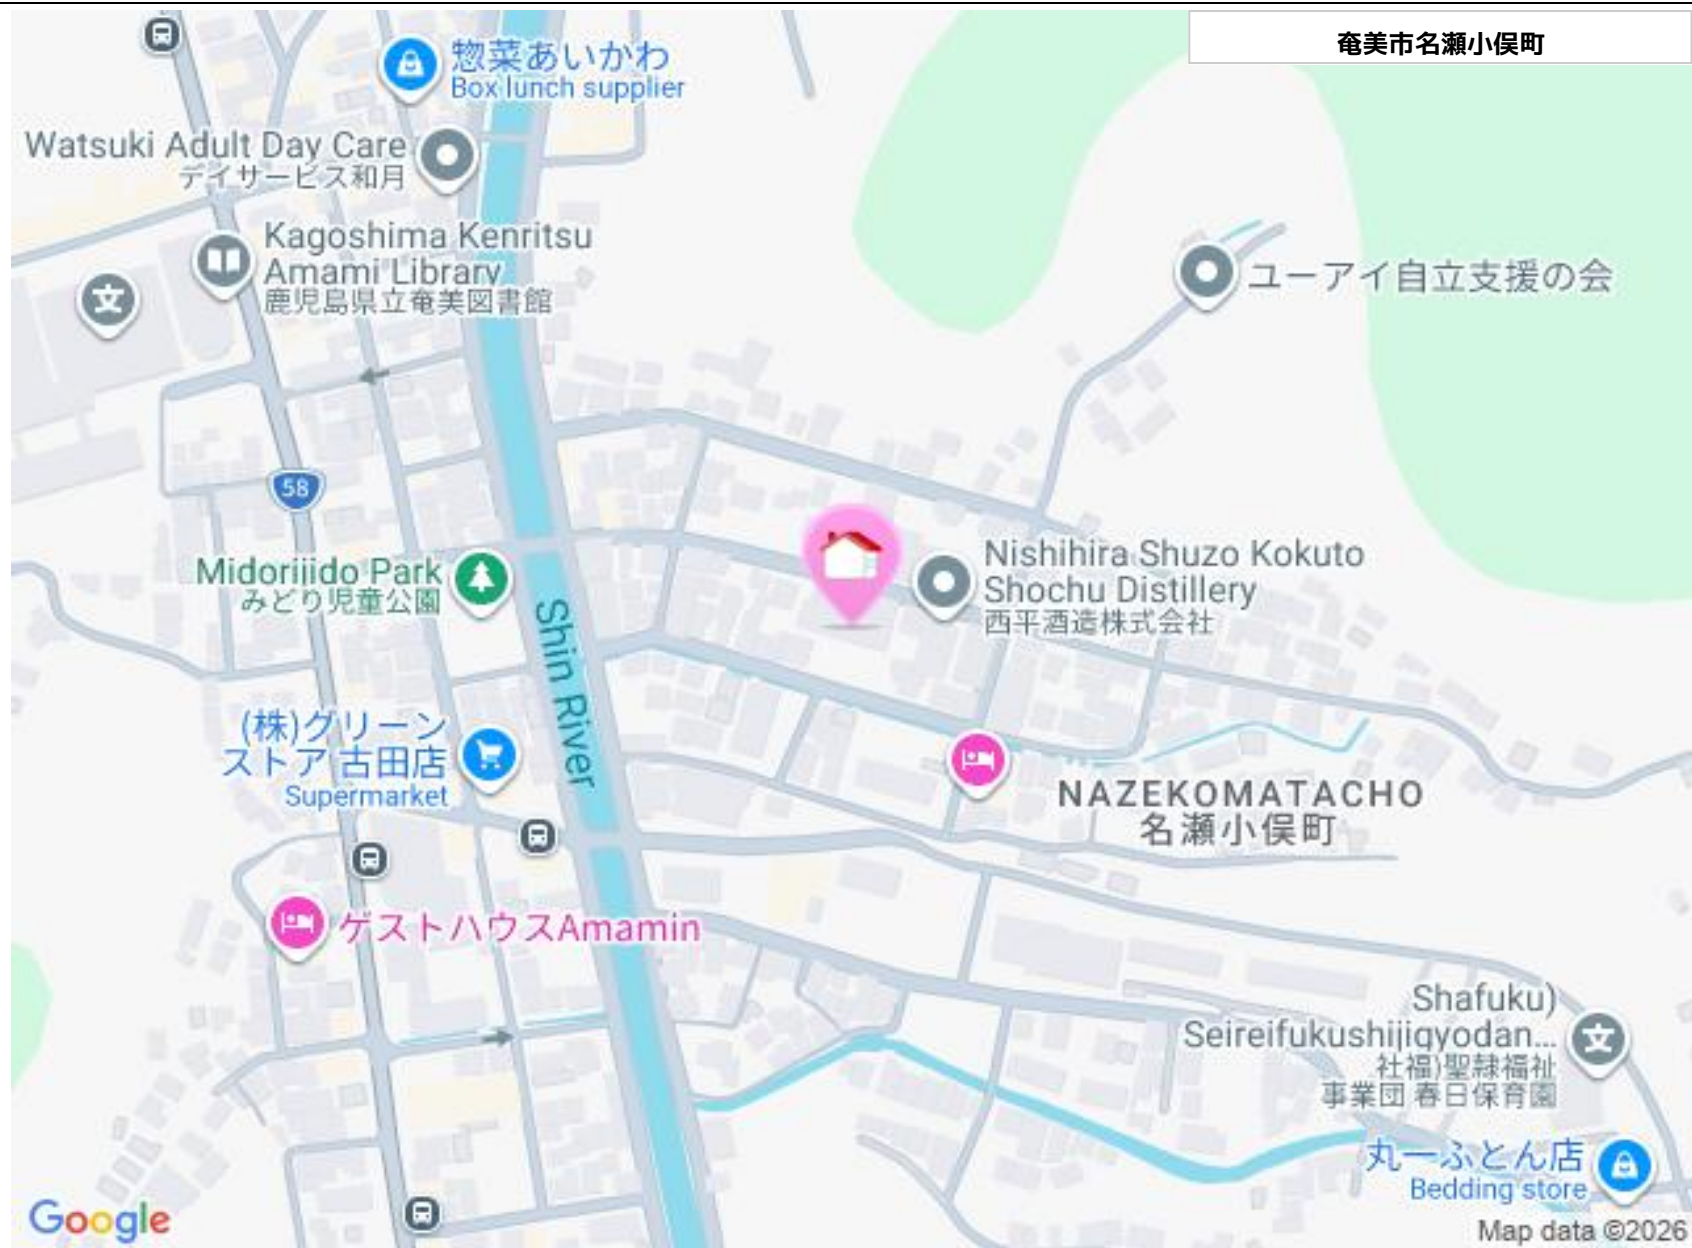 奄美市名瀬小俣町
惣菜あいかわ
Box lunch supplier
Watsuki Adult Day Care
デイサービス和月
Kagoshima Kenritsu
Amami Library
鹿児島県立奄美図書館
文
ユーアイ自立支援の会
58
Midorijido Park
みどり児童公園
Nishihira Shuzo Kokuto
Shochu Distillery
西平酒造株式会社
Shin River
(株)グリーン
ストア 古田店
Supermarket
NAZEKOMATACHO
名瀬小俣町
ゲストハウスAmamin
Shafuku)
Seireifukushijigyodan...
社福)聖隷福祉
事業団 春日保育園
文
丸一ふとん店
Bedding store
Google
Map data ©2026